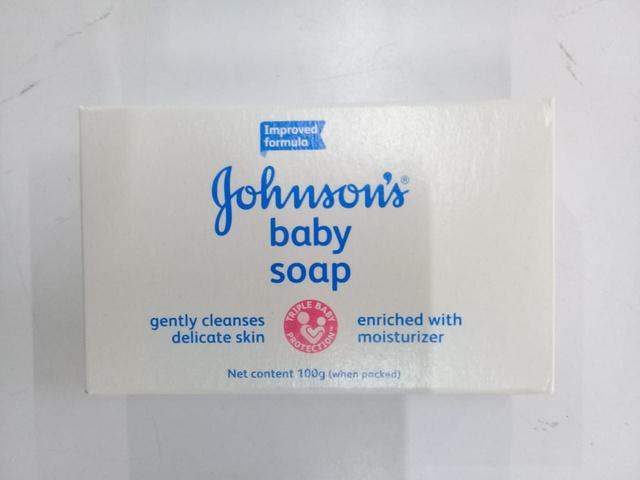 Improved
formula
Johnson's®
baby
soap
gently cleanses
delicate skin
TRIPLE BABY
PROTECTION™
enriched with
moisturizer
Net content 100g (when packed)